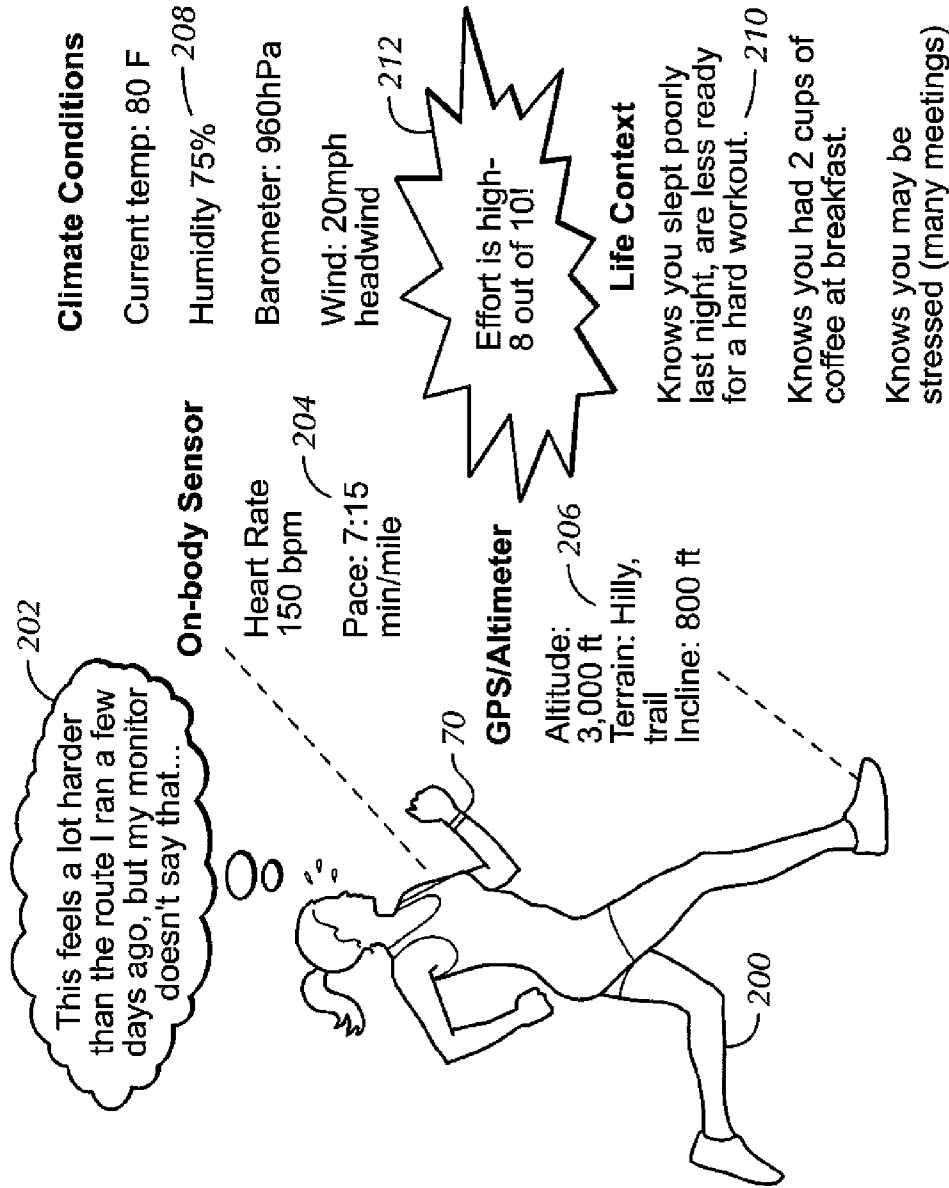 This feels a lot harder
than the route I ran a few
days ago, but my monitor
doesn't say that...
202
On-body Sensor
Heart Rate
150 bpm
204
Pace: 7:15
min/mile
GPS/Altimeter
Altitude:
3,000 ft
206
Terrain: Hilly,
trail
Incline: 800 ft
70
200
Climate Conditions
Current temp: 80 F
Humidity 75%
208
Barometer: 960hPa
Wind: 20mph
headwind
212
Effort is high-
8 out of 10!
Life Context
Knows you slept poorly
last night, are less ready
for a hard workout.
210
Knows you had 2 cups of
coffee at breakfast.
Knows you may be
stressed (many meetings)